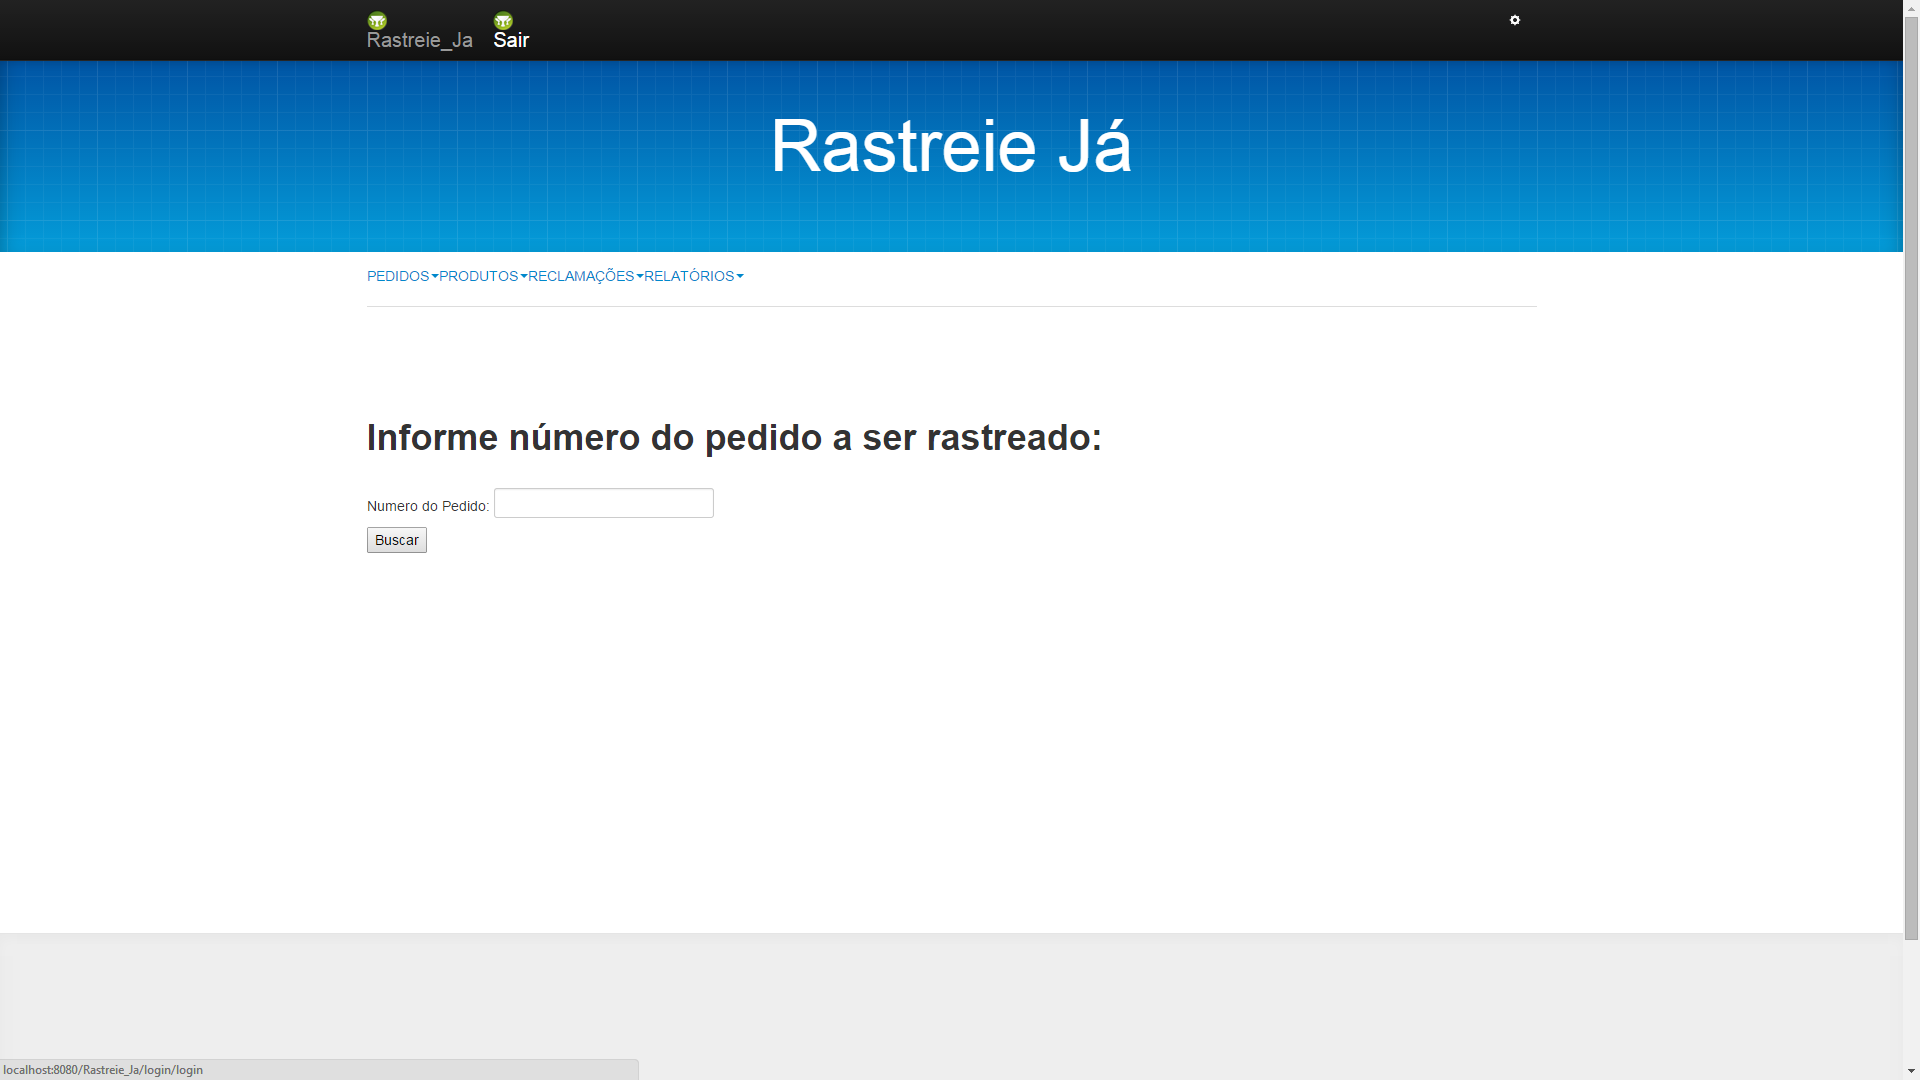 Rastreie_Ja Sair
Rastreie Já
PEDIDOS PRODUTOS RECLAMAÇÕES RELATÓRIOS
Informe número do pedido a ser rastreado:
Numero do Pedido:
Buscar
localhost:8080/Rastreie_Ja/login/login